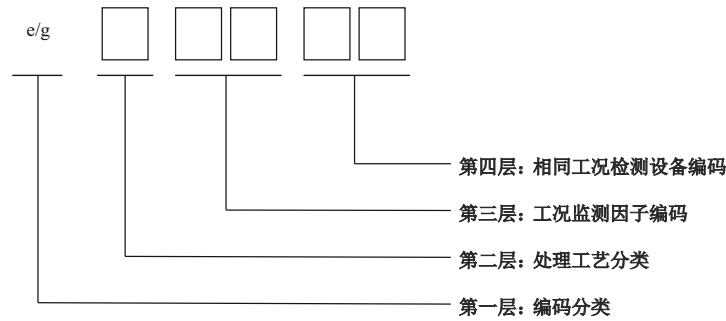 e/g
第四层：相同工况检测设备编码
第三层：工况监测因子编码
第二层：处理工艺分类
第一层：编码分类